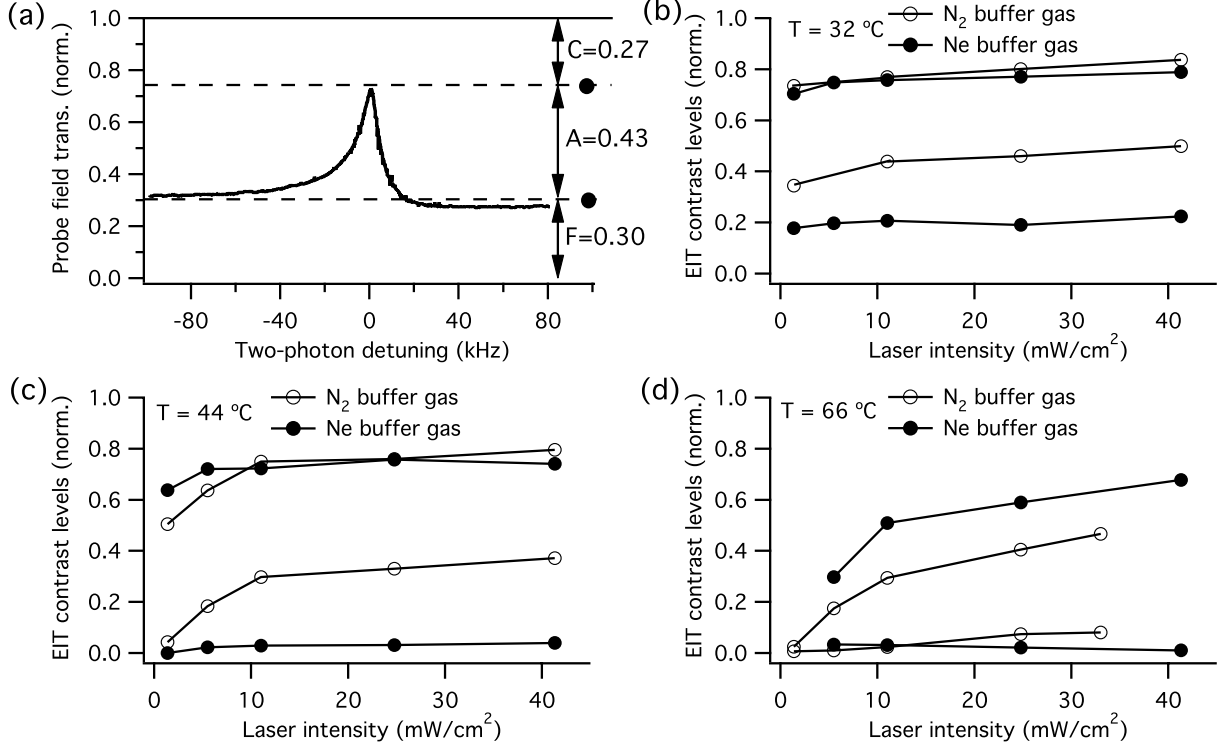 (a)
Probe field trans. (norm.)
1.0
0.8
0.6
0.4
0.2
0.0
C=0.27
A=0.43
F=0.30
-80 -40 0 40 80
Two-photon detuning (kHz)
(b)
T = 32 ºC
N2 buffer gas
Ne buffer gas
EIT contrast levels (norm.)
1.0
0.8
0.6
0.4
0.2
0.0
0 10 20 30 40
Laser intensity (mW/cm2)
(c)
T = 44 ºC
N2 buffer gas
Ne buffer gas
EIT contrast levels (norm.)
1.0
0.8
0.6
0.4
0.2
0.0
0 10 20 30 40
Laser intensity (mW/cm2)
(d)
T = 66 ºC
N2 buffer gas
Ne buffer gas
EIT contrast levels (norm.)
1.0
0.8
0.6
0.4
0.2
0.0
0 10 20 30 40
Laser intensity (mW/cm2)